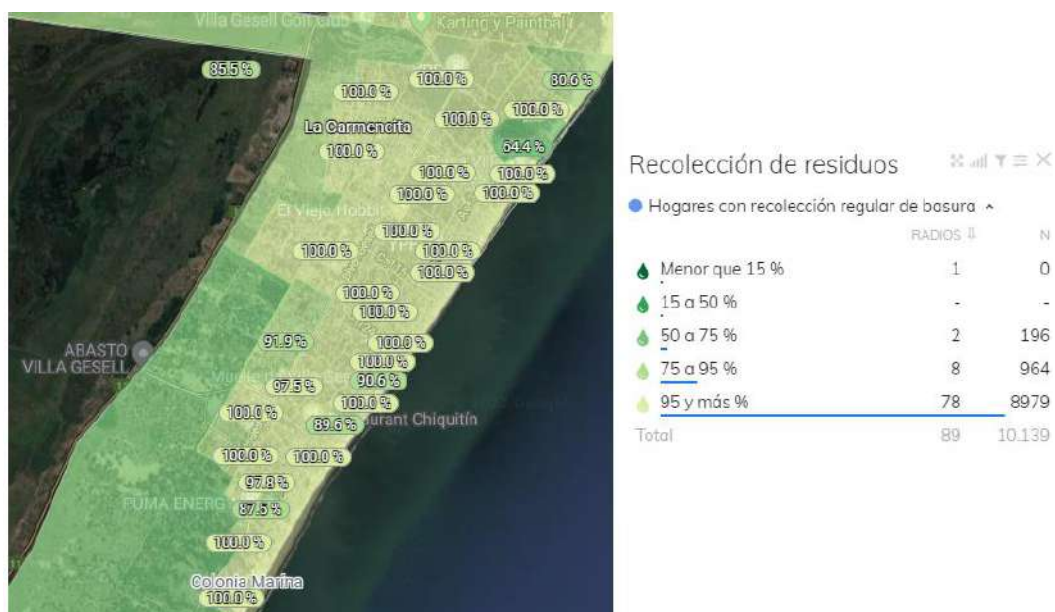 Villa Gesell Golf Club
Karting y Paintball
85.5 %
100.0 %
80.6 %
100.0 %
100.0 %
100.0 %
La Carmencita
64.4 %
100.0 %
100.0 %
100.0 %
100.0 %
100.0 %
El Viejo Hobbit
100.0 %
100.0 %
100.0 %
100.0 %
100.0 %
100.0 %
91.9 %
100.0 %
ABASTO
VILLA GESELL
100.0 %
90.6 %
97.5 %
100.0 %
100.0 %
89.6 %
urant Chiquitín
100.0 %
100.0 %
97.8 %
PUMA ENERG
87.5 %
100.0 %
Colonia Marina
100.0 %
Recolección de residuos
Hogares con recolección regular de basura
RADIOS N
Menor que 15 % 1 0
15 a 50 % - -
50 a 75 % 2 196
75 a 95 % 8 964
95 y más % 78 8979
Total 89 10.139